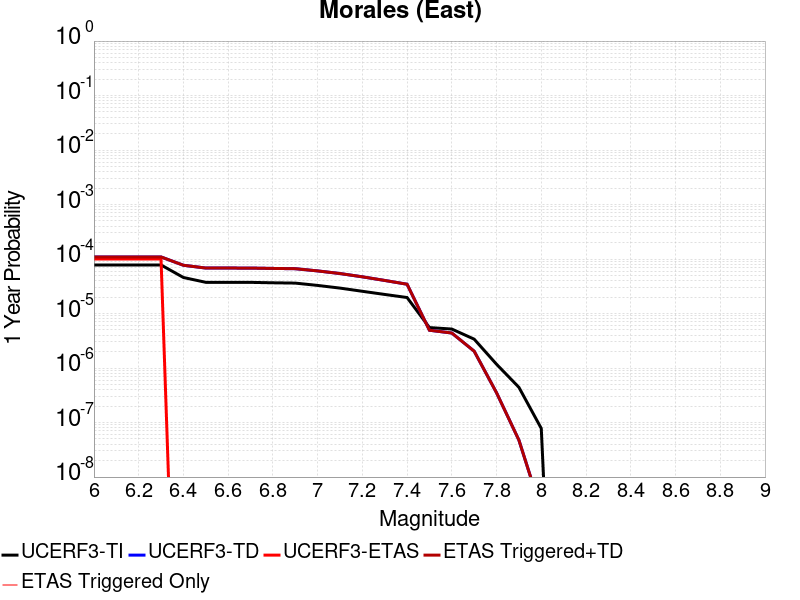 Morales (East)
1 Year Probability
10^0
10^-1
10^-2
10^-3
10^-4
10^-5
10^-6
10^-7
10^-8
6 6.2 6.4 6.6 6.8 7 7.2 7.4 7.6 7.8 8 8.2 8.4 8.6 8.8 9
Magnitude
UCERF3-TI UCERF3-TD UCERF3-ETAS ETAS Triggered+TD
ETAS Triggered Only